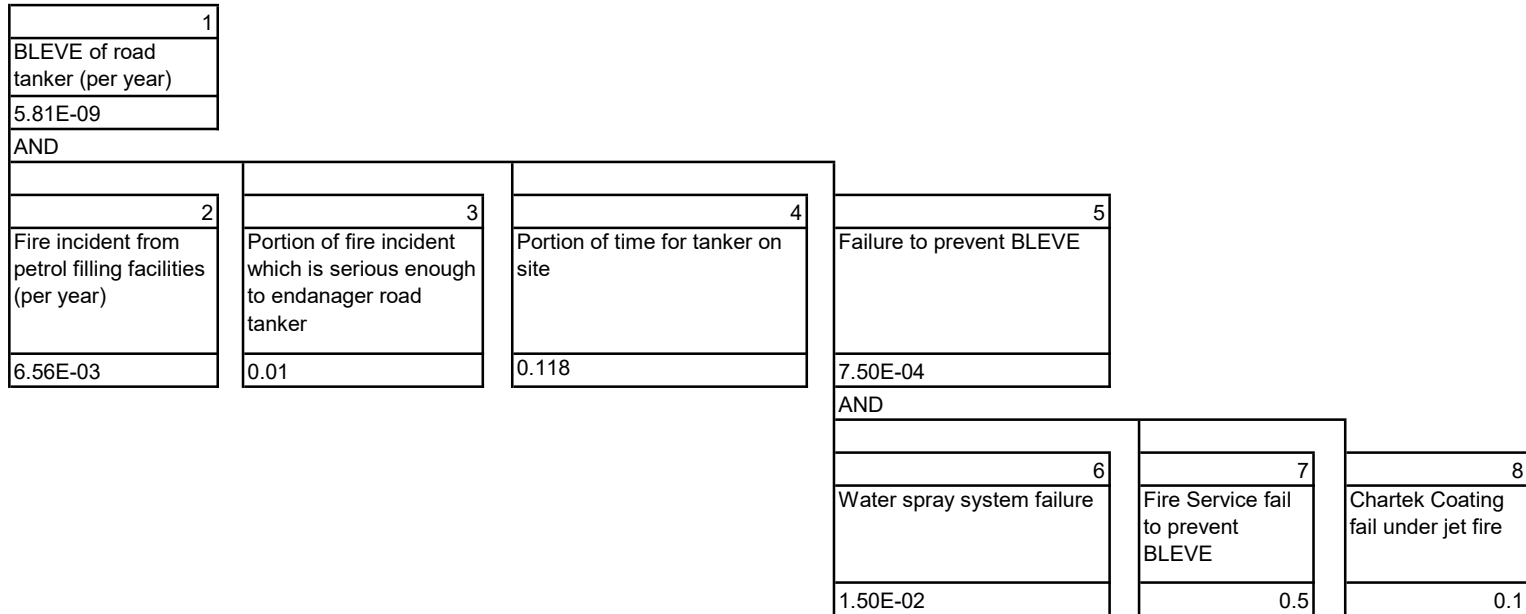 1
BLEVE of road
tanker (per year)
5.81E-09
AND
2
Fire incident from
petrol filling facilities
(per year)
6.56E-03
3
Portion of fire incident
which is serious enough
to endanager road
tanker
0.01
4
Portion of time for tanker on
site
0.118
5
Failure to prevent BLEVE
7.50E-04
AND
6
Water spray system failure
1.50E-02
7
Fire Service fail
to prevent
BLEVE
0.5
8
Chartek Coating
fail under jet fire
0.1